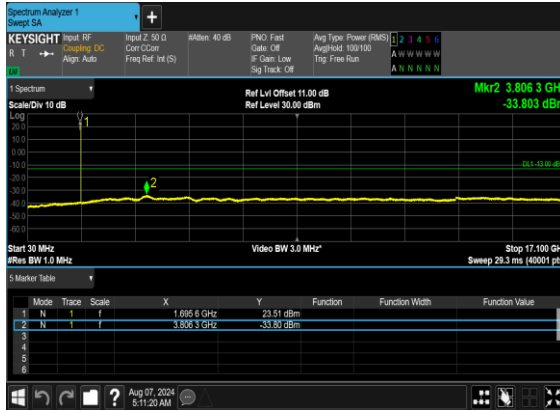 Spectrum Analyzer 1
Swept SA
+
KEYSIGHT
R T
LXI
Input: RF
Coupling: DC
Align: Auto
Input Z: 50 Ω
Corr CCorr
Freq Ref: Int (S)
#Atten: 40 dB
PNO: Fast
Gate: Off
IF Gain: Low
Sig Track: Off
Avg Type: Power (RMS)
Avg|Hold: 100/100
Trig: Free Run
1 2 3 4 5 6
A W W W W W
A N N N N N
1 Spectrum
Scale/Div 10 dB
Log
Ref Lvl Offset 11.00 dB
Ref Level 30.00 dBm
Mkr2 3.806 3 GH
-33.803 dB
20.0
10.0
0.00
-10.0
-20.0
-30.0
-40.0
-50.0
-60.0
1
2
DL1 -13.00 dB
Start 30 MHz
#Res BW 1.0 MHz
Video BW 3.0 MHz*
Stop 17.100 GH
Sweep 29.3 ms (40001 pt
5 Marker Table
Mode Trace Scale X Y Function Function Width Function Value
1 N 1 f 1.695 6 GHz 23.51 dBm
2 N 1 f 3.806 3 GHz -33.80 dBm
3
4
5
6
?
Aug 07, 2024
5:11:20 AM